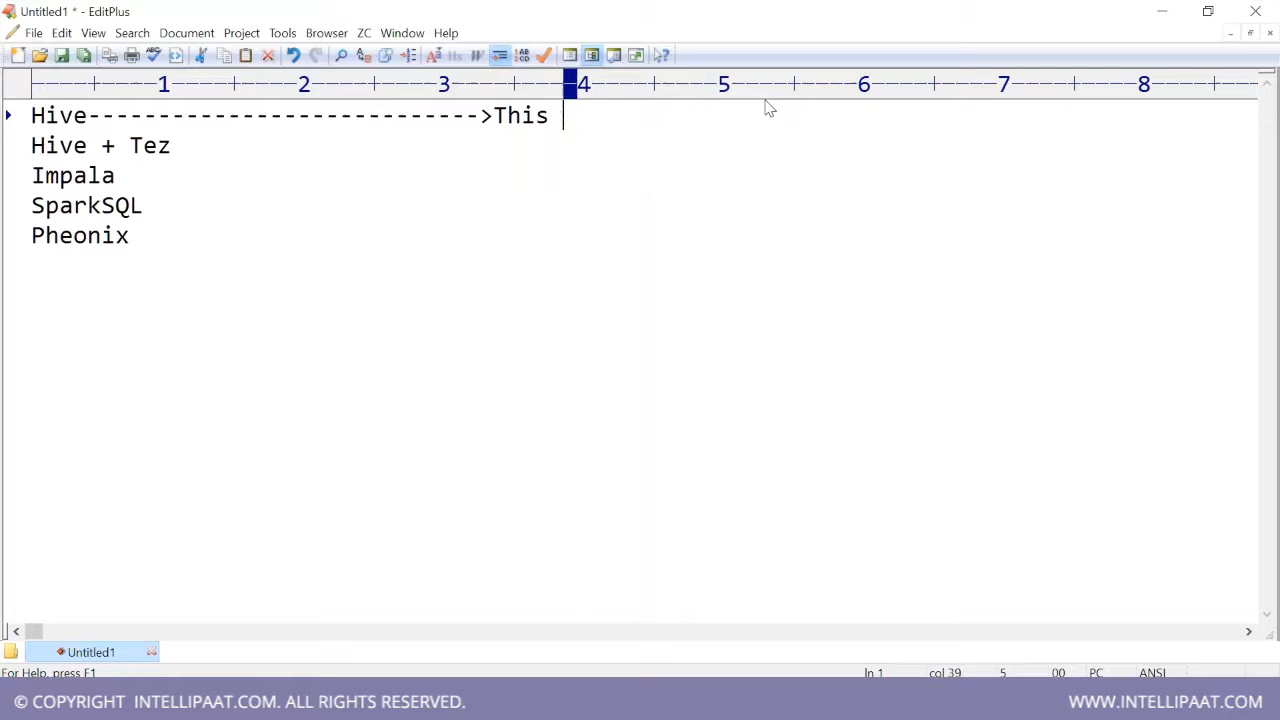 Untitled1 * - EditPlus
File Edit View Search Document Project Tools Browser ZC Window Help
1 2 3 4 5 6 7 8
Hive---------------------------->This
Hive + Tez
Impala
SparkSQL
Pheonix
Untitled1
For Help, press F1 ln 1 col 39 5 00 PC ANSI
© COPYRIGHT INTELLIPAAT.COM. ALL RIGHTS RESERVED. WWW.INTELLIPAAT.COM